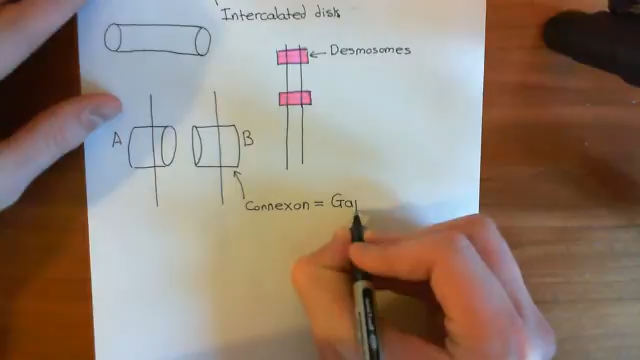 Intercalated disks
Desmosomes
A
B
Connexon = Ga